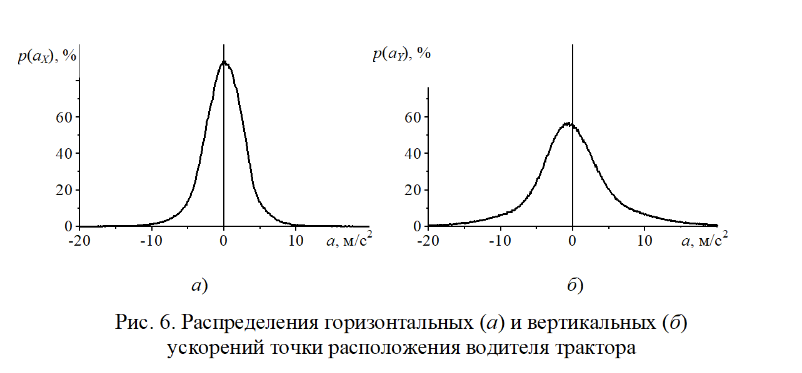 p(aX), %
60
40
20
0
-20
-10
0
10
a, м/с2
а)
p(aY), %
60
40
20
0
-20
-10
0
10
a, м/с2
б)
Рис. 6. Распределения горизонтальных (а) и вертикальных (б)
ускорений точки расположения водителя трактора